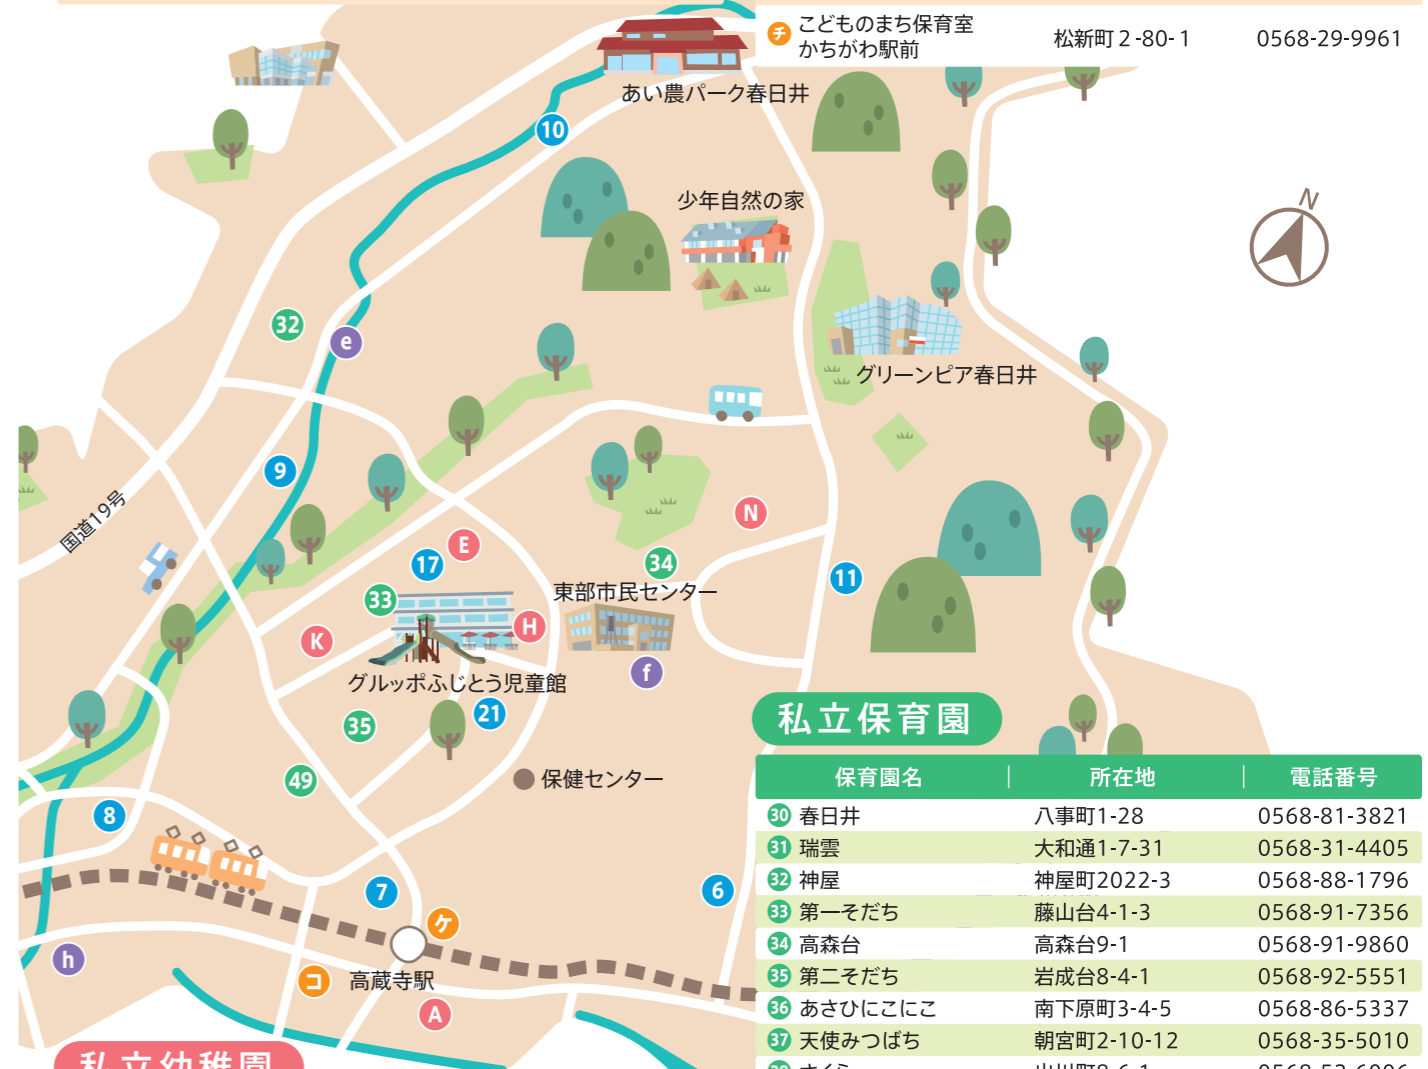 チ こどものまち保育室 かちがわ駅前 松新町2-80-1 0568-29-9961
あい農パーク春日井
10
少年自然の家
N
32
e
グリーンピア春日井
9
国道19号
N
E
17
34
11
33
東部市民センター
K
H
f
グルッポふじとう児童館
21
35
49
保健センター
8
7
6
ケ
h
コ
高蔵寺駅
A
私立幼稚園
私立保育園
保育園名 所在地 電話番号
30 春日井 八事町1-28 0568-81-3821
31 瑞雲 大和通1-7-31 0568-31-4405
32 神屋 神屋町2022-3 0568-88-1796
33 第一そだち 藤山台4-1-3 0568-91-7356
34 高森台 高森台9-1 0568-91-9860
35 第二そだち 岩成台8-4-1 0568-92-5551
36 あさひにこにこ 南下原町3-4-5 0568-86-5337
37 天使みつばち 朝宮町2-10-12 0568-35-5010